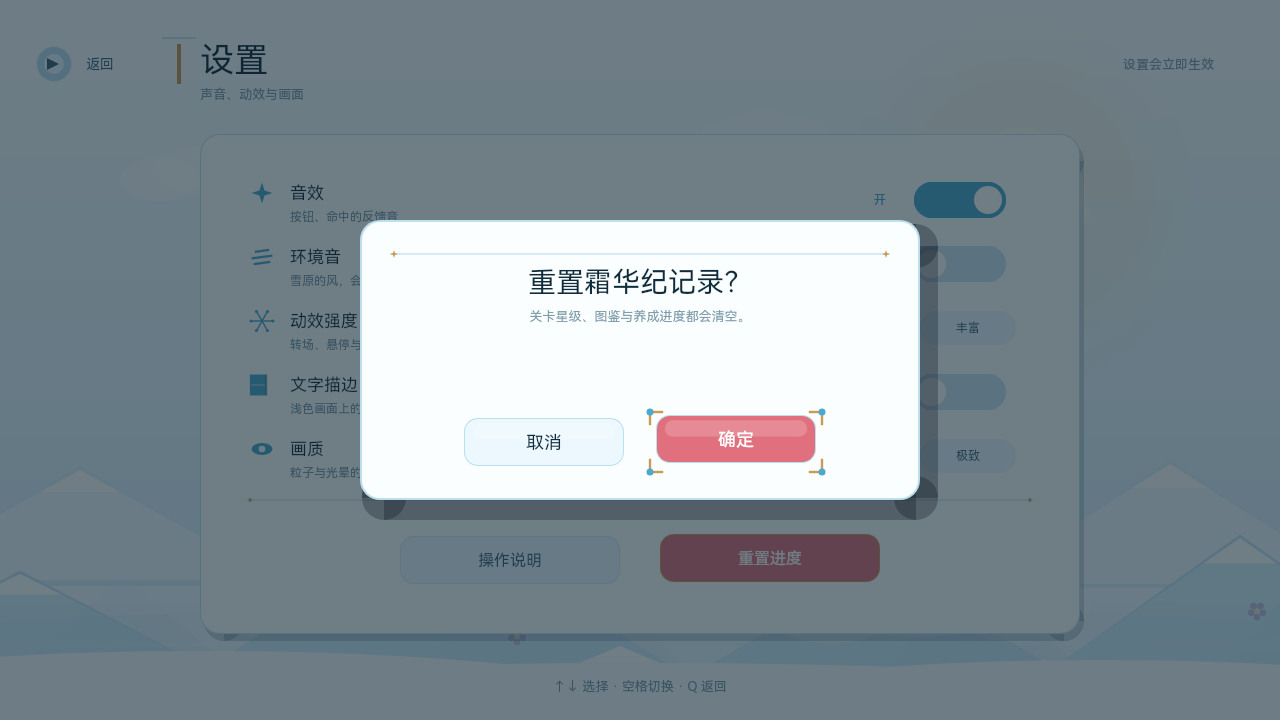 返回
设置
声音、动效与画面
设置会立即生效
音效
按钮、命中的反馈音
开
环境音
雪原的风，会
动效强度
转场、悬停与
丰富
文字描边
浅色画面上的
画质
粒子与光晕的
极致
重置霜华纪记录？
关卡星级、图鉴与养成进度都会清空。
取消
确定
操作说明
重置进度
↑↓ 选择 · 空格切换 · Q 返回